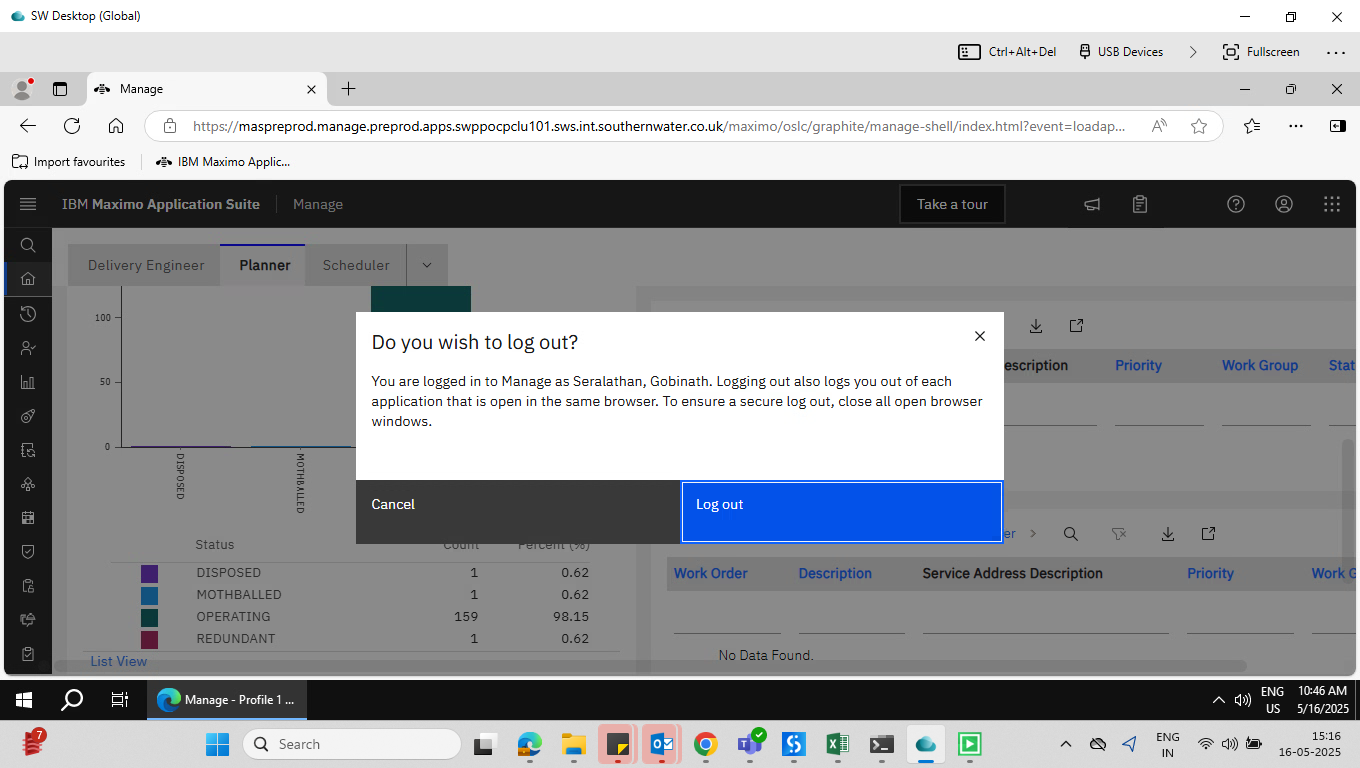 SW Desktop (Global)
Ctrl+Alt+Del USB Devices Fullscreen
Manage
https://maspreprod.manage.preprod.apps.swppocpclu101.sws.int.southernwater.co.uk/maximo/oslc/graphite/manage-shell/index.html?event=loadap...
Import favourites IBM Maximo Applic...
IBM Maximo Application Suite Manage Take a tour
Delivery Engineer Planner Scheduler
100
50
0
DISPOSED
MOTHBALLED
Do you wish to log out?
You are logged in to Manage as Seralathan, Gobinath. Logging out also logs you out of each
application that is open in the same browser. To ensure a secure log out, close all open browser
windows.
Cancel Log out
escription Priority Work Group Stat
er
Status Count Percent (%)
DISPOSED 1 0.62
MOTHBALLED 1 0.62
OPERATING 159 98.15
REDUNDANT 1 0.62
List View
Work Order Description Service Address Description Priority Work G
No Data Found.
Manage - Profile 1 ...
ENG
US
10:46 AM
5/16/2025
7
Search
ENG
IN
15:16
16-05-2025